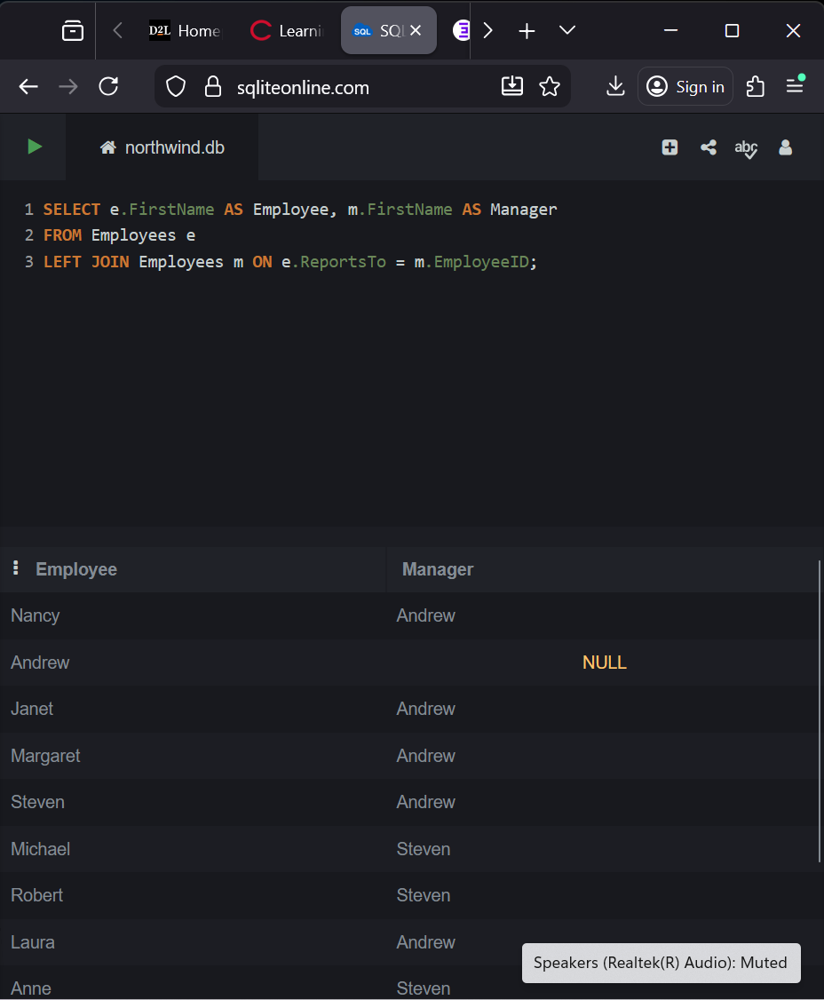 D2L Home
Learni
SQL SQL
Sign in
sqliteonline.com
northwind.db
abc
1 SELECT e.FirstName AS Employee, m.FirstName AS Manager
2 FROM Employees e
3 LEFT JOIN Employees m ON e.ReportsTo = m.EmployeeID;
Employee Manager
Nancy Andrew
Andrew NULL
Janet Andrew
Margaret Andrew
Steven Andrew
Michael Steven
Robert Steven
Laura Andrew
Speakers (Realtek(R) Audio): Muted
Anne Steven